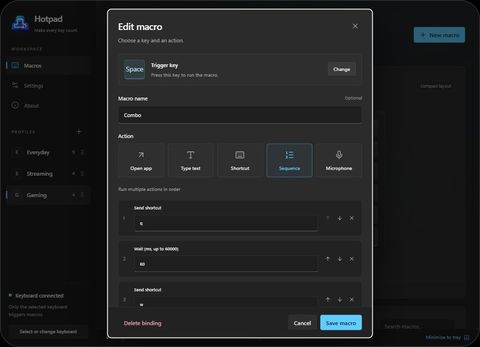 Hotpad
Make every key count.
WORKSPACE
Macros
Settings
About
PROFILES
E Everyday 9
S Streaming 4
G Gaming 4
Keyboard connected
Only the selected keyboard
triggers macros.
Select or change keyboard
Edit macro
Choose a key and an action.
Space
Trigger key
Press this key to run the macro.
Change
Macro name
Optional
Combo
Action
Open app
Type text
Shortcut
Sequence
Microphone
Run multiple actions in order
1
Send shortcut
q
2
Wait (ms, up to 60000)
3
Send shortcut
w
Delete binding
Cancel
Save macro
New macro
Compact layout
Search macros...
Minimize to tray